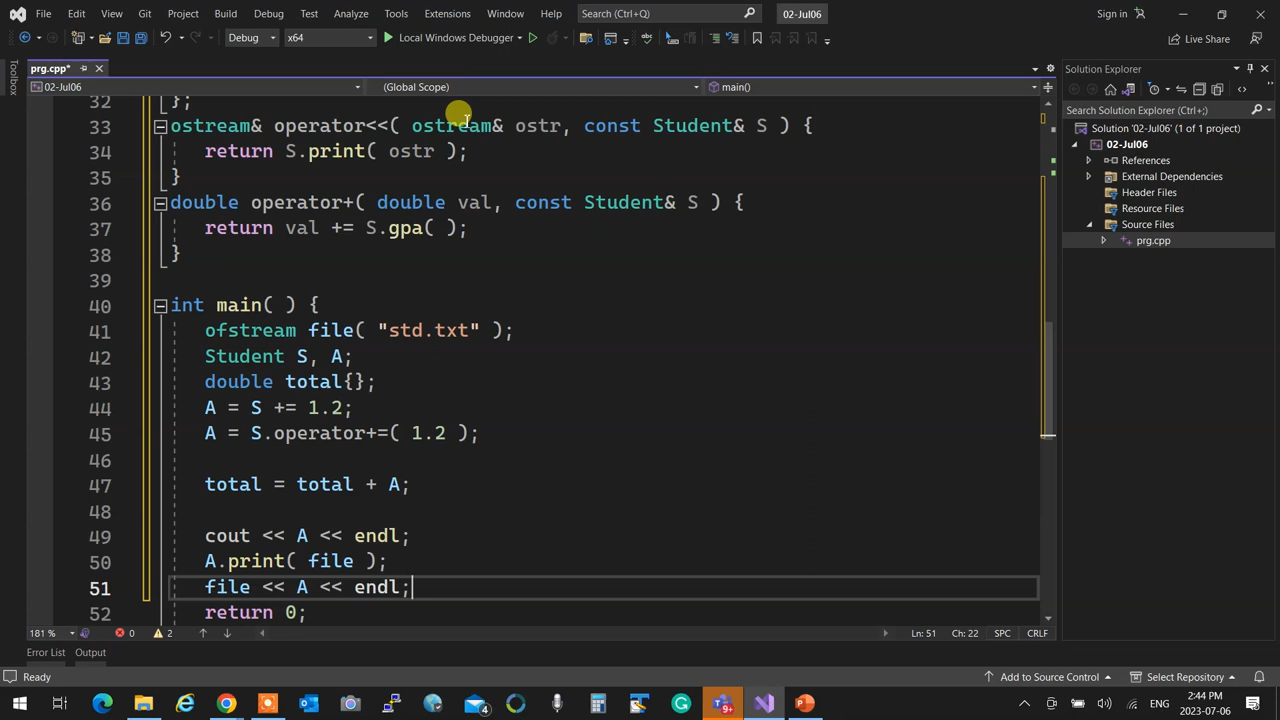 File Edit View Git Project Build Debug Test Analyze Tools Extensions Window Help Search (Ctrl+Q) 02-Jul06 Sign in
Debug x64 Local Windows Debugger Live Share
Toolbox
prg.cpp*
02-Jul06 (Global Scope) main()
32 };
33 ostream& operator<<( ostream& ostr, const Student& S ) {
34 return S.print( ostr );
35 }
36 double operator+( double val, const Student& S ) {
37 return val += S.gpa( );
38 }
39
40 int main( ) {
41 ofstream file( "std.txt" );
42 Student S, A;
43 double total{};
44 A = S += 1.2;
45 A = S.operator+=( 1.2 );
46
47 total = total + A;
48
49 cout << A << endl;
50 A.print( file );
51 file << A << endl;
52 return 0;
181 % 0 2 Ln: 51 Ch: 22 SPC CRLF
Error List Output
Solution Explorer
Search Solution Explorer (Ctrl+;)
Solution '02-Jul06' (1 of 1 project)
02-Jul06
References
External Dependencies
Header Files
Resource Files
Source Files
prg.cpp
Ready Add to Source Control Select Repository
4 9+ 2:44 PM
2023-07-06